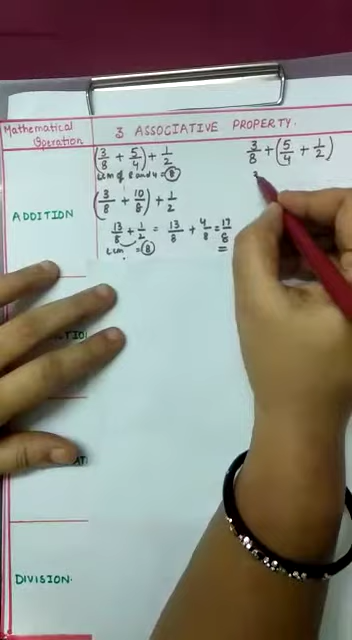 Mathematical Operation
3 ASSOCIATIVE PROPERTY.
(3/8 + 5/4) + 1/2
LCM of 8 and 4 = 8
(3/8 + 10/8) + 1/2
13/8 + 1/2 = 13/8 + 4/8 = 17/8
LCM = 8
3/8 + (5/4 + 1/2)
3
ADDITION
DIVISION.